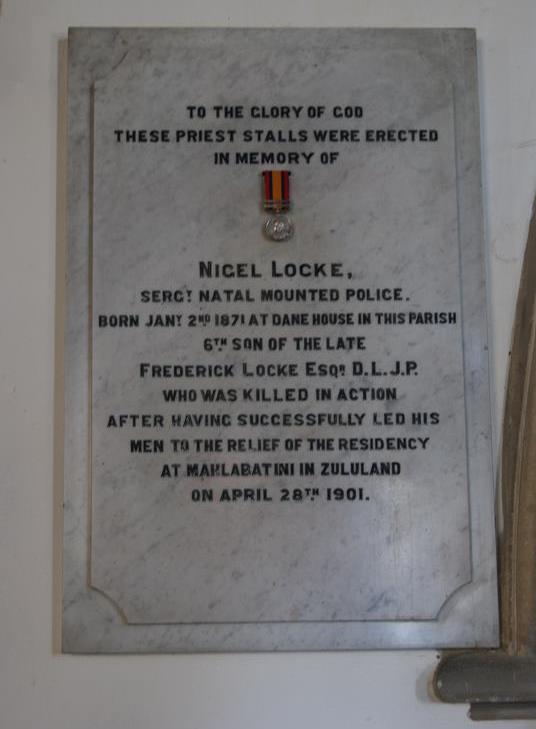 TO THE GLORY OF GOD
THESE PRIEST STALLS WERE ERECTED
IN MEMORY OF
NIGEL LOCKE,
SERGT NATAL MOUNTED POLICE.
BORN JANY 2ND 1871 AT DANE HOUSE IN THIS PARISH
6TH SON OF THE LATE
FREDERICK LOCKE ESQR D.L.J.P.
WHO WAS KILLED IN ACTION
AFTER HAVING SUCCESSFULLY LED HIS
MEN TO THE RELIEF OF THE RESIDENCY
AT MAHLABATINI IN ZULULAND
ON APRIL 28TH 1901.